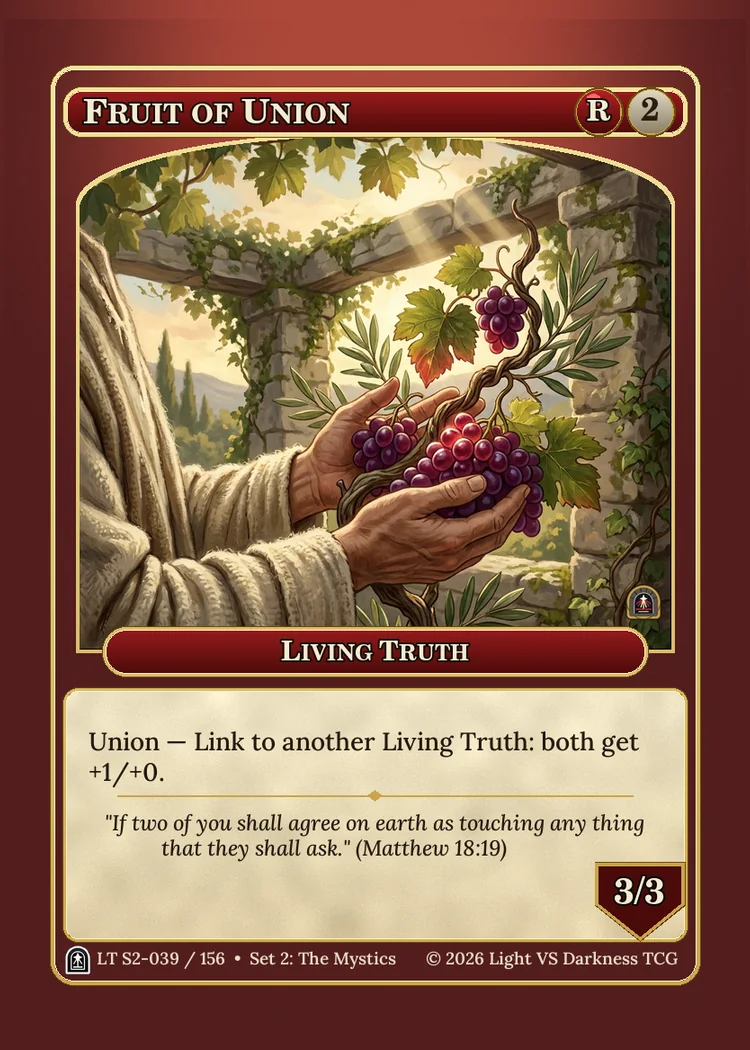 Fruit of Union R 2
Living Truth
Union — Link to another Living Truth: both get
+1/+0.
"If two of you shall agree on earth as touching any thing
that they shall ask." (Matthew 18:19)
3/3
LT S2-039 / 156 • Set 2: The Mystics © 2026 Light VS Darkness TCG